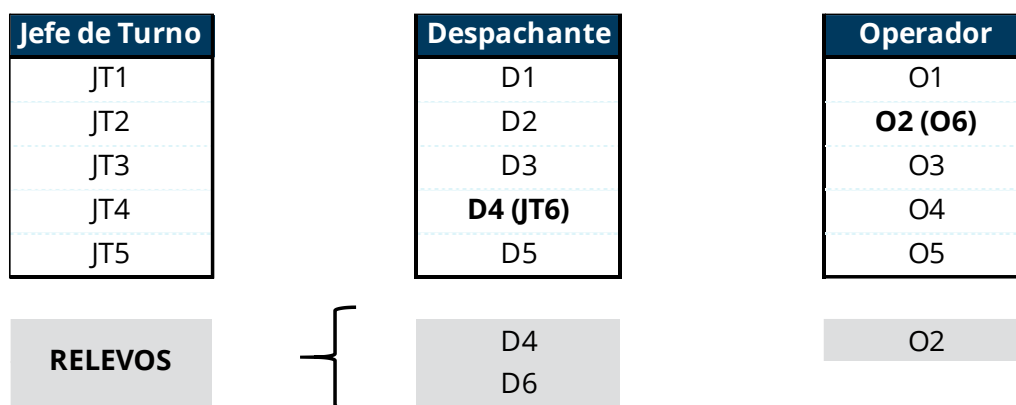 Jefe de Turno Despachante Operador
JT1 D1 O1
JT2 D2 O2 (O6)
JT3 D3 O3
JT4 D4 (JT6) O4
JT5 D5 O5
RELEVOS
D4 O2
D6